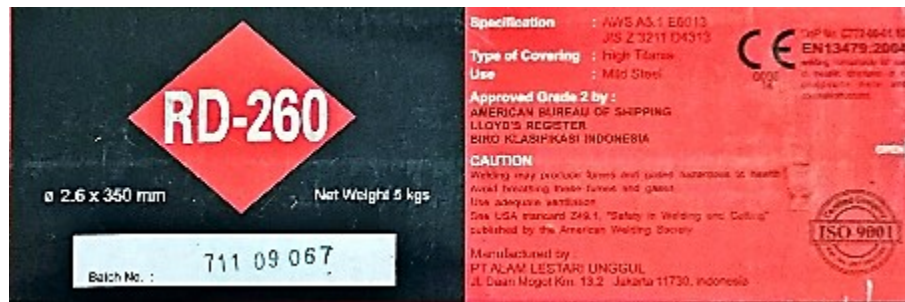 RD-260
ø 2.6 x 350 mm
Net Weight 5 kgs
Batch No. :
711 09 067
Specification : AWS A5.1 E6013
JIS Z 3211 D4313
Type of Covering : High Titania
Use : Mild Steel
Approved Grade 2 by :
AMERICAN BUREAU OF SHIPPING
LLOYD'S REGISTER
BIRO KLASIFIKASI INDONESIA
CAUTION
Welding may produce fumes and gases hazardous to health
Avoid breathing these fumes and gases
Use adequate ventilation
See USA standard Z49.1, "Safety in Welding and Cutting"
published by the American Welding Society
Manufactured by :
PT ALAM LESTARI UNGGUL
Jl. Daan Mogot Km. 13.2 Jakarta 11730, Indonesia
CE
EN13479:2004
OPEN
ISO 9001